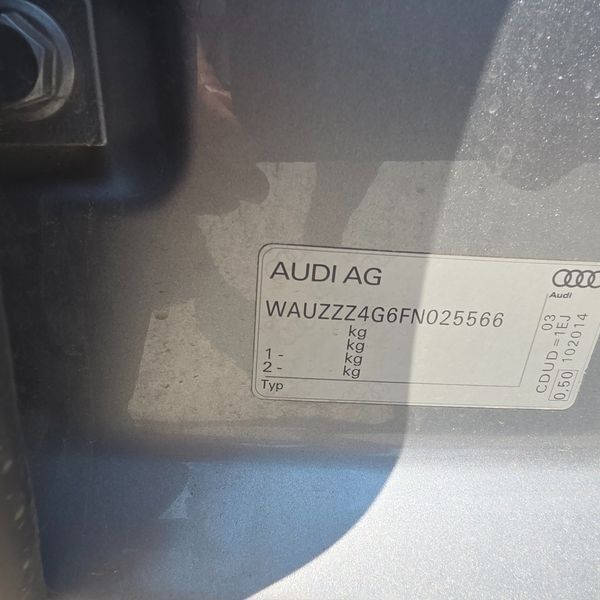 AUDI AG
Audi
WAUZZZ4G6FN025566
kg
kg
1 - kg
2 - kg
Typ
03
CDUD = 1EJ
0,50 102014